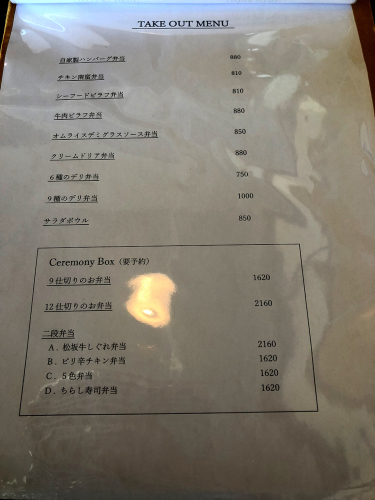 TAKE OUT MENU
自家製ハンバーグ弁当 880
チキン南蛮弁当 810
シーフードピラフ弁当 810
牛肉ピラフ弁当 880
オムライスデミグラスソース弁当 850
クリームドリア弁当 880
6種のデリ弁当 750
9種のデリ弁当 1000
サラダボウル 850
Ceremony Box（要予約）
9仕切りのお弁当 1620
12仕切りのお弁当 2160
二段弁当
A．松坂牛しぐれ弁当 2160
B．ピリ辛チキン弁当 1620
C．5色弁当 1620
D．ちらし寿司弁当 1620